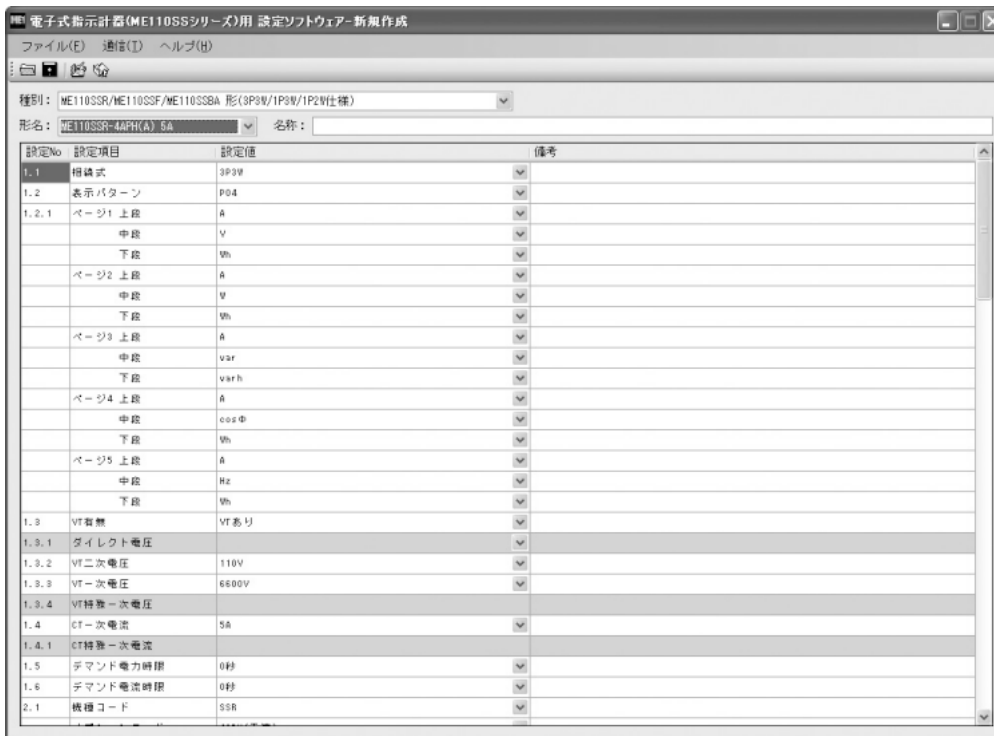 ME1 電子式指示計器(ME110SSシリーズ)用 設定ソフトウェア-新規作成
ファイル(F) 通信(T) ヘルプ(H)
種別: ME110SSR/ME110SSF/ME110SSBA 形(3P3W/1P3W/1P2W仕様)
形名: ME110SSR-4APH(A) 5A 名称:
設定No 設定項目 設定値 備考
1.1 相線式 3P3W
1.2 表示パターン P04
1.2.1 ページ1 上段 A
中段 V
下段 Wh
ページ2 上段 A
中段 W
下段 Wh
ページ3 上段 A
中段 var
下段 varh
ページ4 上段 A
中段 cosΦ
下段 Wh
ページ5 上段 A
中段 Hz
下段 Wh
1.3 VT有無 VTあり
1.3.1 ダイレクト電圧
1.3.2 VT二次電圧 110V
1.3.3 VT一次電圧 6600V
1.3.4 VT特殊一次電圧
1.4 CT一次電流 5A
1.4.1 CT特殊一次電流
1.5 デマンド電力時限 0秒
1.6 デマンド電流時限 0秒
2.1 機種コード SSR